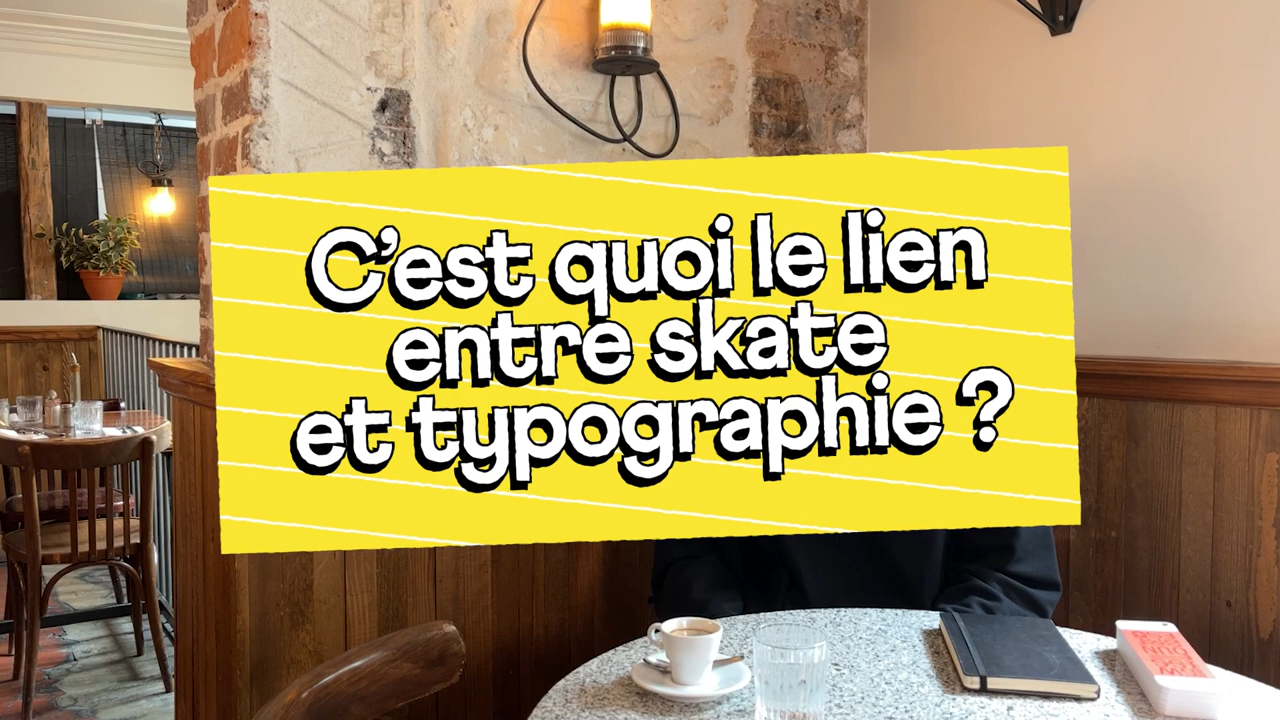 C’est quoi le lien
entre skate
et typographie ?